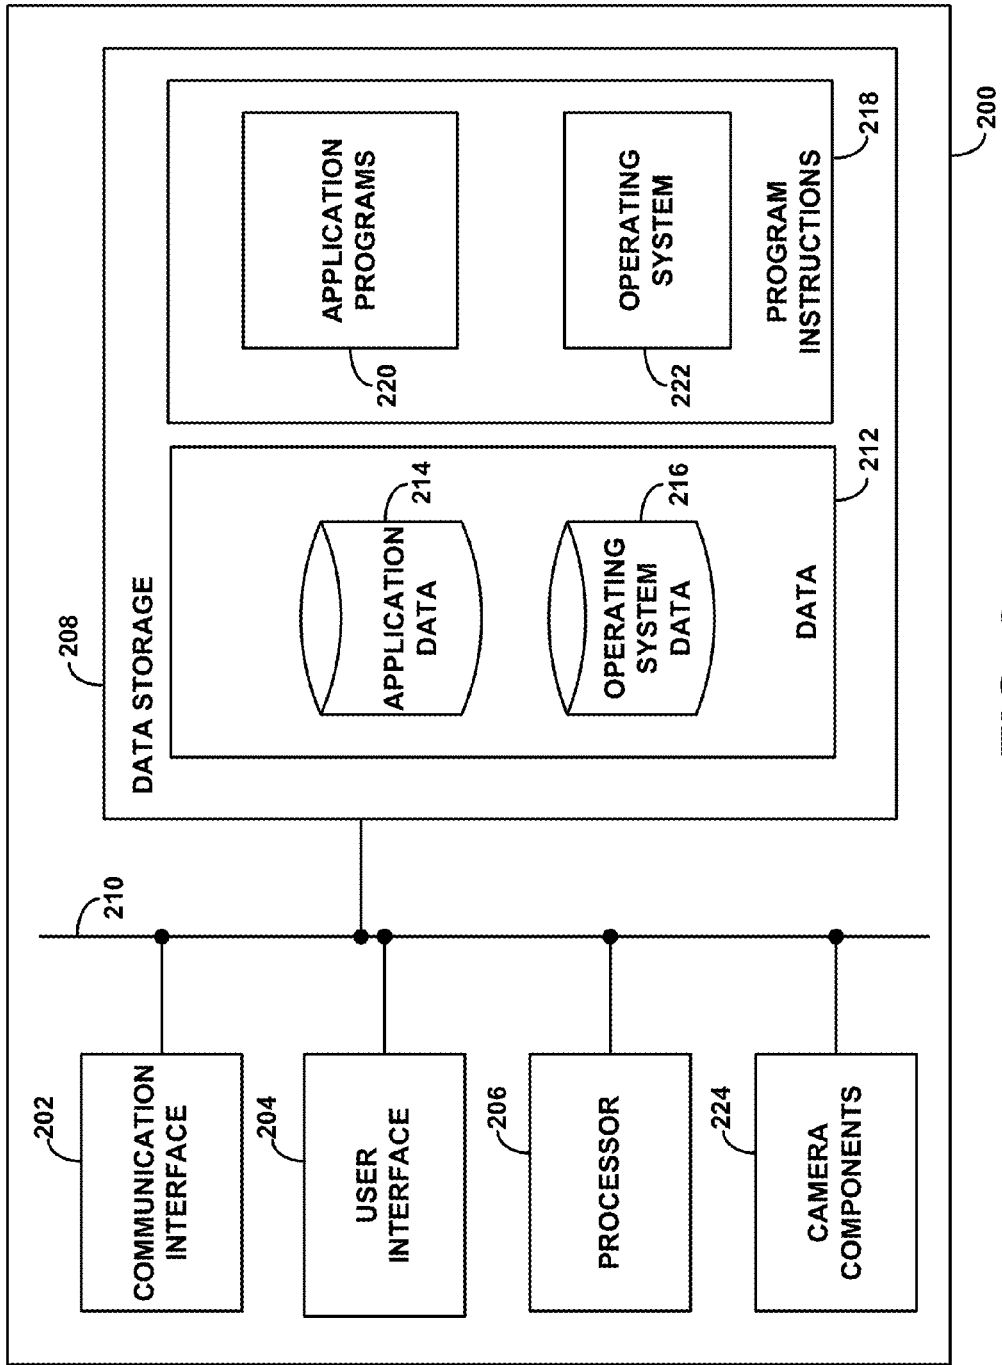 200
208
DATA STORAGE
218
220
APPLICATION
PROGRAMS
222
OPERATING
SYSTEM
PROGRAM
INSTRUCTIONS
212
214
APPLICATION
DATA
216
OPERATING
SYSTEM
DATA
DATA
210
202
COMMUNICATION
INTERFACE
204
USER
INTERFACE
206
PROCESSOR
224
CAMERA
COMPONENTS